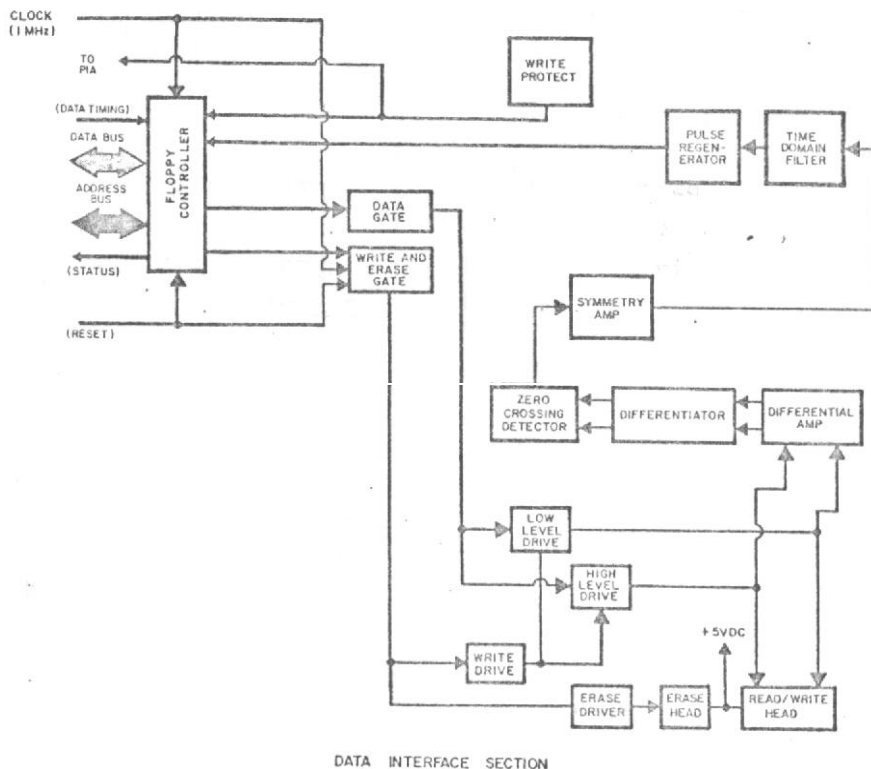 CLOCK
(1 MHz)
TO
PIA
WRITE
PROTECT
(DATA TIMING)
DATA BUS
ADDRESS
BUS
(STATUS)
(RESET)
FLOPPY
CONTROLLER
PULSE
REGEN-
ERATOR
TIME
DOMAIN
FILTER
DATA
GATE
WRITE AND
ERASE
GATE
SYMMETRY
AMP
ZERO
CROSSING
DETECTOR
DIFFERENTIATOR
DIFFERENTIAL
AMP
LOW
LEVEL
DRIVE
HIGH
LEVEL
DRIVE
+5VDC
WRITE
DRIVE
ERASE
DRIVER
ERASE
HEAD
READ/WRITE
HEAD
DATA INTERFACE SECTION